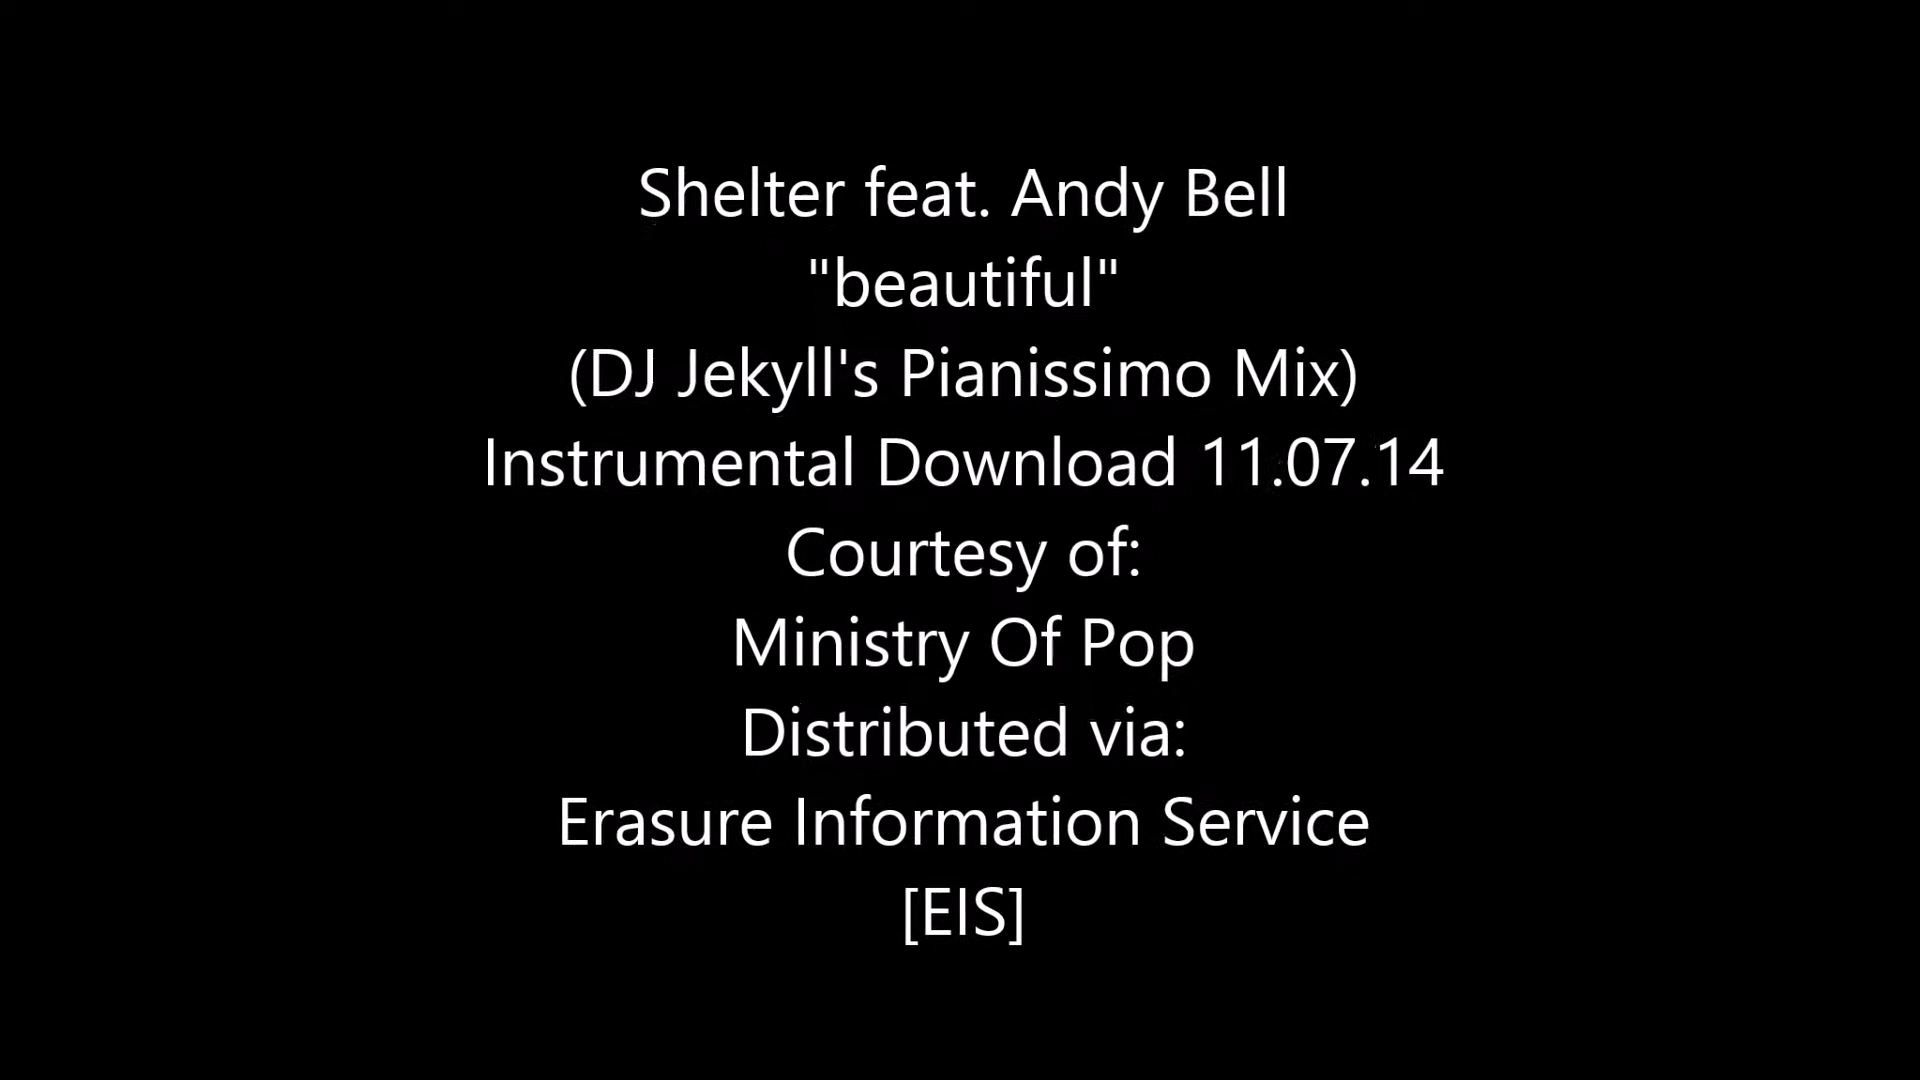 Shelter feat. Andy Bell
"beautiful"
(DJ Jekyll's Pianissimo Mix)
Instrumental Download 11.07.14
Courtesy of:
Ministry Of Pop
Distributed via:
Erasure Information Service
[EIS]